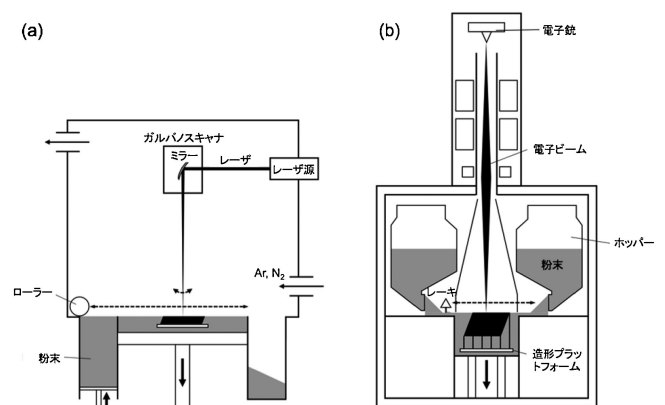 (a)
ガルバノスキャナ
ミラー
レーザ
レーザ源
Ar, N₂
ローラー
粉末
(b)
電子銃
電子ビーム
ホッパー
粉末
レーキ
造形プラッ
トフォーム